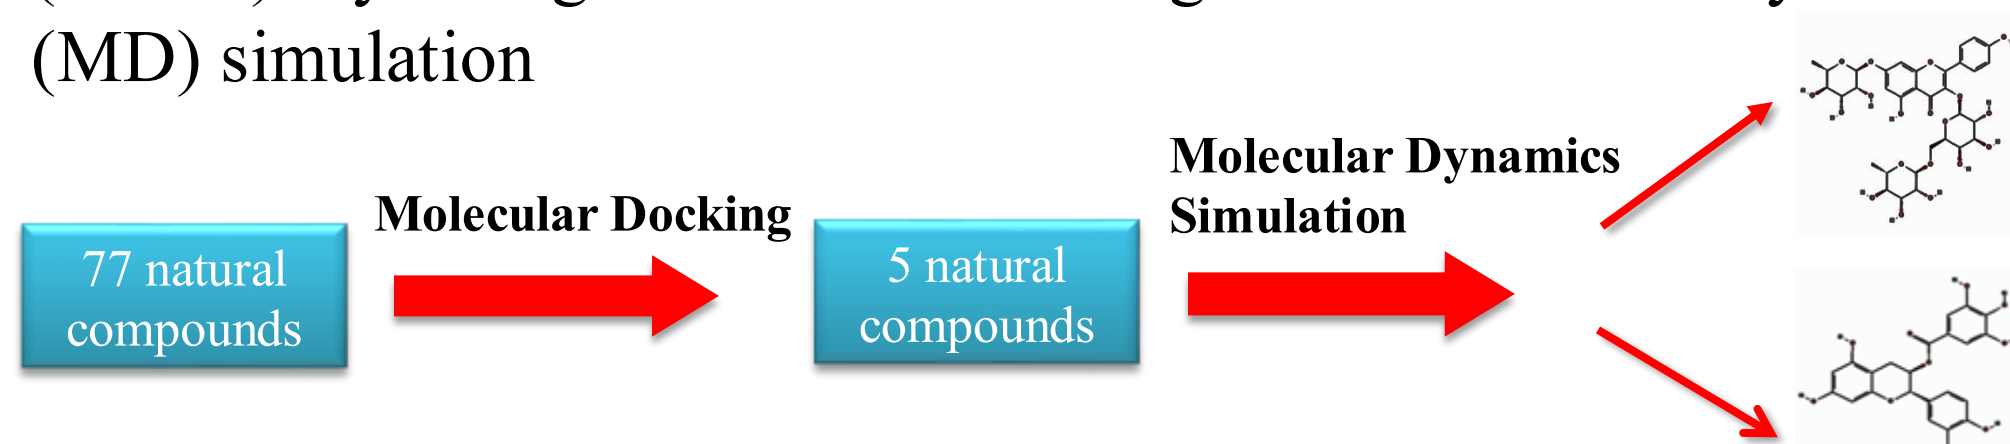 (MD) simulation
Molecular Dynamics
Simulation
Molecular Docking
77 natural
compounds
5 natural
compounds